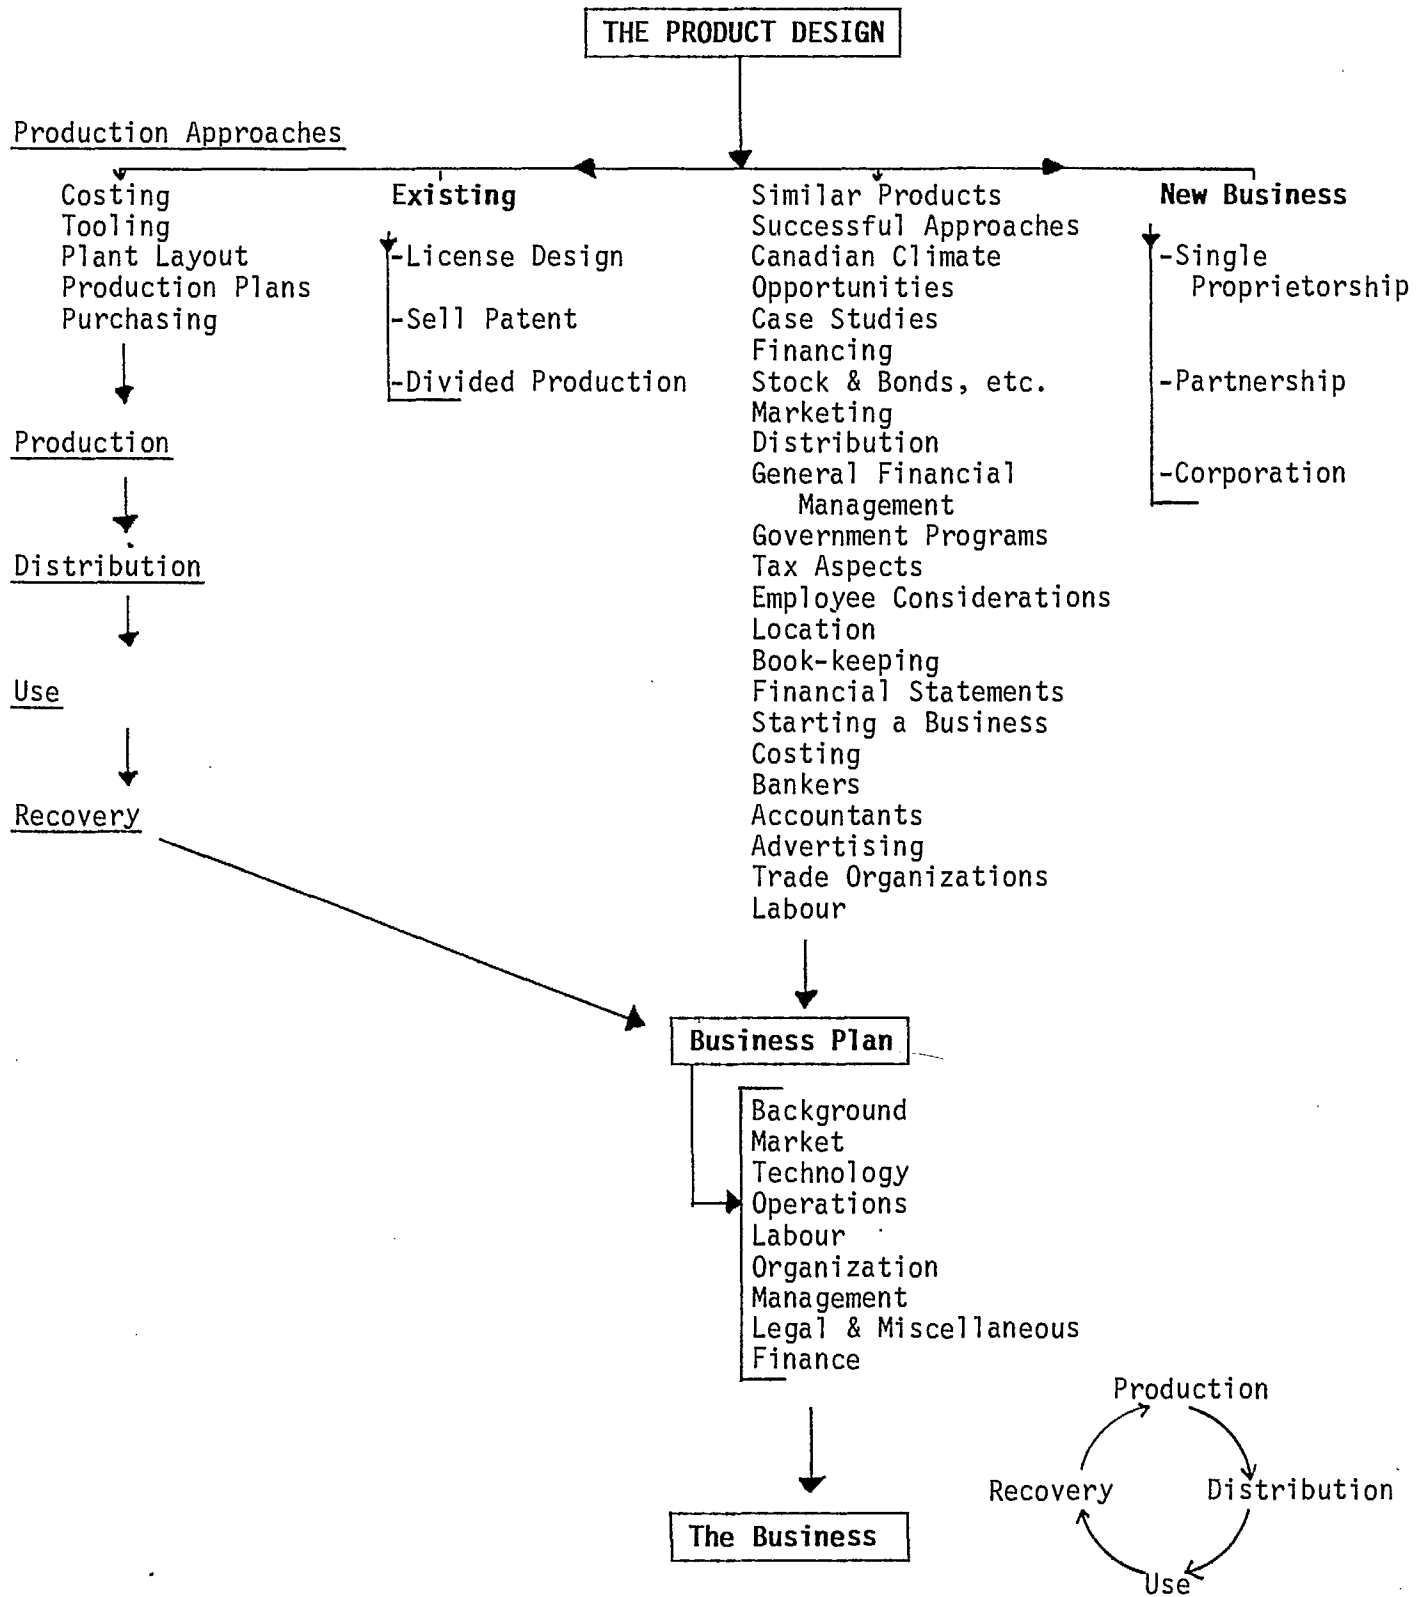 THE PRODUCT DESIGN
Production Approaches
Costing
Tooling
Plant Layout
Production Plans
Purchasing
Production
Distribution
Use
Recovery
Existing
-License Design
-Sell Patent
-Divided Production
Similar Products
Successful Approaches
Canadian Climate
Opportunities
Case Studies
Financing
Stock & Bonds, etc.
Marketing
Distribution
General Financial
Management
Government Programs
Tax Aspects
Employee Considerations
Location
Book-keeping
Financial Statements
Starting a Business
Costing
Bankers
Accountants
Advertising
Trade Organizations
Labour
New Business
-Single
Proprietorship
-Partnership
-Corporation
Business Plan
Background
Market
Technology
Operations
Labour
Organization
Management
Legal & Miscellaneous
Finance
The Business
Production
Distribution
Use
Recovery